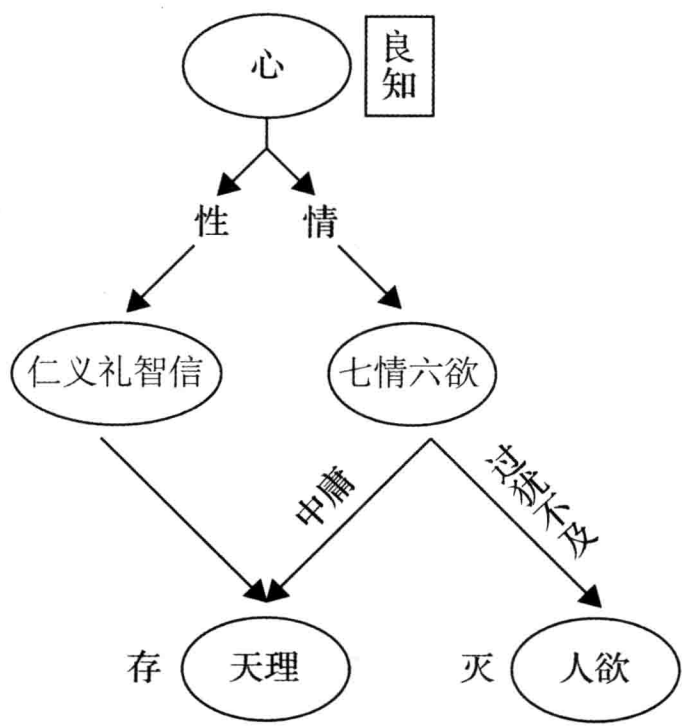 心
良知
性
情
仁义礼智信
七情六欲
中庸
过犹不及
存
天理
灭
人欲